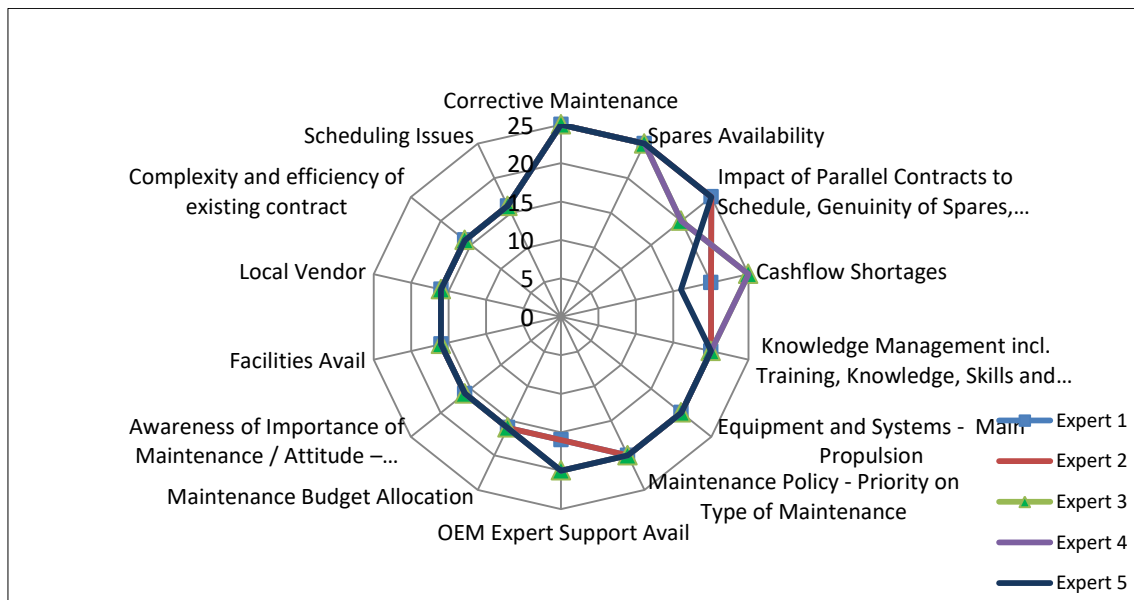 Corrective Maintenance
Scheduling Issues
Spares Availability
Complexity and efficiency of
existing contract
Impact of Parallel Contracts to
Schedule, Genuinity of Spares,...
Local Vendor
Cashflow Shortages
Facilities Avail
Knowledge Management incl.
Training, Knowledge, Skills and...
Awareness of Importance of
Maintenance / Attitude –...
Equipment and Systems - Main
Propulsion
Maintenance Budget Allocation
Maintenance Policy - Priority on
Type of Maintenance
OEM Expert Support Avail
25
20
15
10
5
0
Expert 1
Expert 2
Expert 3
Expert 4
Expert 5